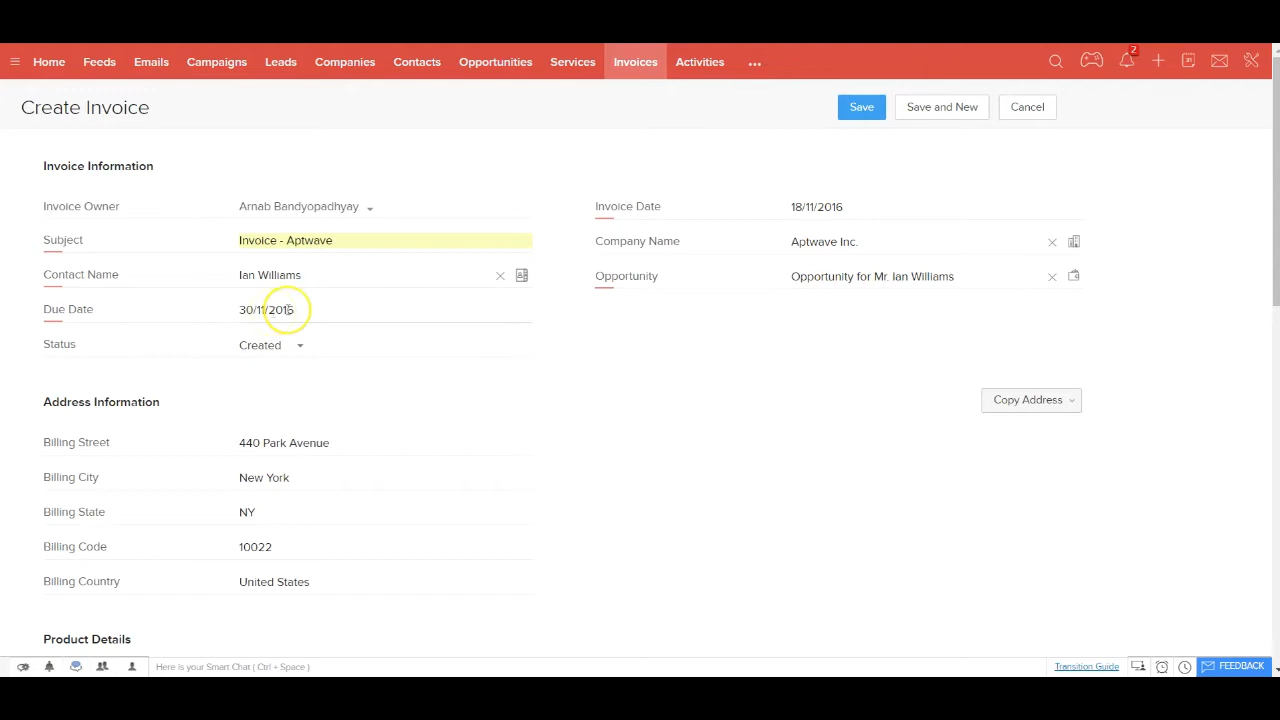 Home Feeds Emails Campaigns Leads Companies Contacts Opportunities Services Invoices Activities ... 2 31
Create Invoice Save Save and New Cancel
Invoice Information
Invoice Owner Arnab Bandyopadhyay Invoice Date 18/11/2016
Subject Invoice - Aptwave Company Name Aptwave Inc.
Contact Name Ian Williams Opportunity Opportunity for Mr. Ian Williams
Due Date 30/11/2016
Status Created
Address Information Copy Address
Billing Street 440 Park Avenue
Billing City New York
Billing State NY
Billing Code 10022
Billing Country United States
Product Details
Here is your Smart Chat ( Ctrl + Space ) Transition Guide FEEDBACK